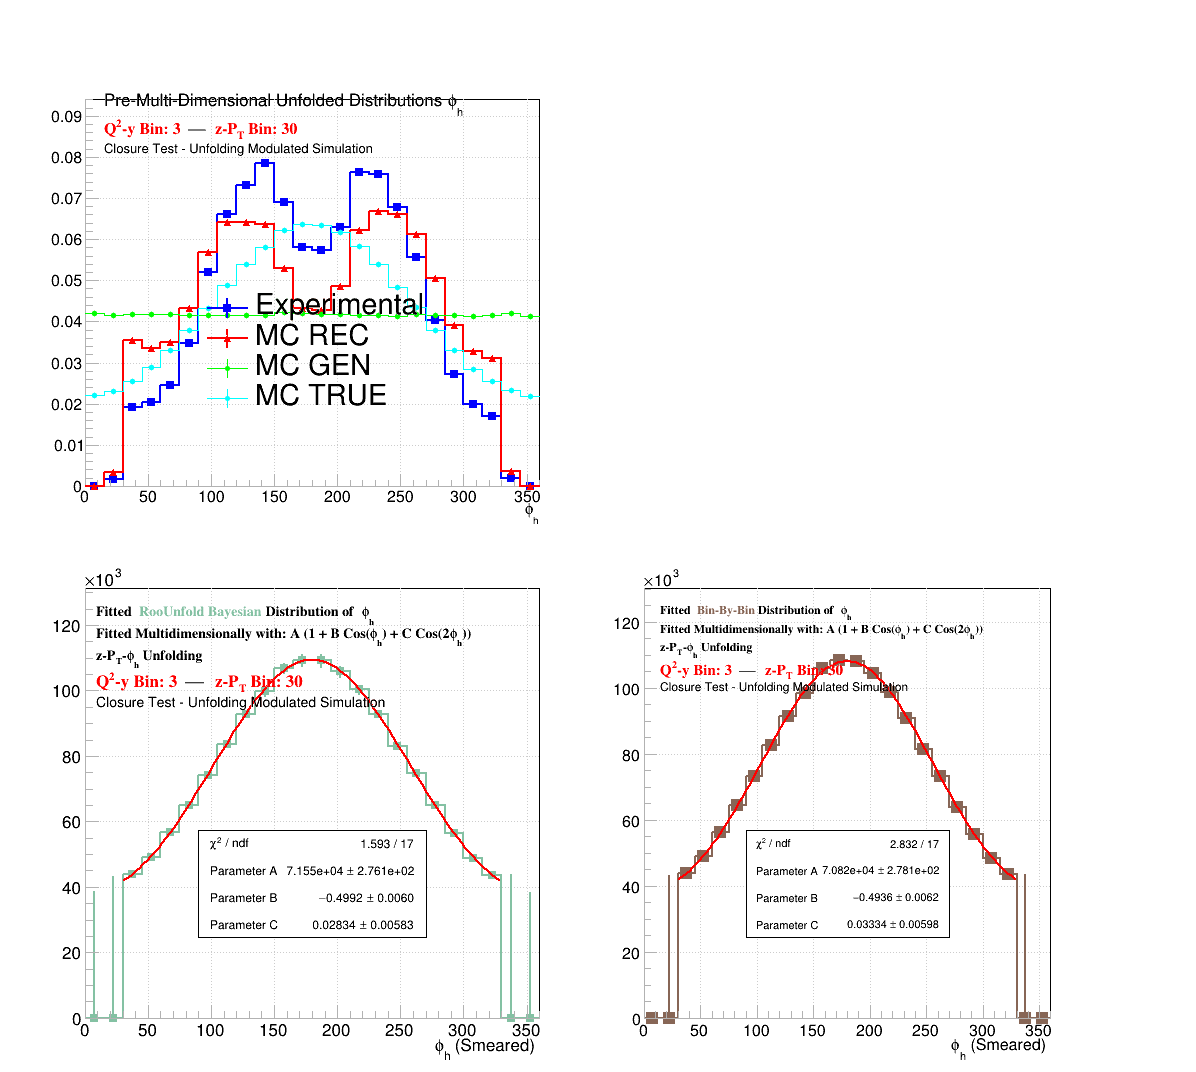 Pre-Multi-Dimensional Unfolded Distributions ϕh
Q²-y Bin: 3 — z-PT Bin: 30
Closure Test - Unfolding Modulated Simulation
0.09
0.08
0.07
0.06
0.05
0.04
0.03
0.02
0.01
0
Experimental
MC REC
MC GEN
MC TRUE
0 50 100 150 200 250 300 350
ϕh
×10³
Fitted RooUnfold Bayesian Distribution of ϕh
Fitted Multidimensionally with: A (1 + B Cos(ϕh) + C Cos(2ϕh))
z-PT-ϕh Unfolding
Q²-y Bin: 3 — z-PT Bin: 30
Closure Test - Unfolding Modulated Simulation
120
100
80
60
40
20
0
χ² / ndf 1.593 / 17
Parameter A 7.155e+04 ± 2.761e+02
Parameter B −0.4992 ± 0.0060
Parameter C 0.02834 ± 0.00583
0 50 100 150 200 250 300
ϕh (Smeared)
×10³
Fitted Bin-By-Bin Distribution of ϕh
Fitted Multidimensionally with: A (1 + B Cos(ϕh) + C Cos(2ϕh))
z-PT-ϕh Unfolding
Q²-y Bin: 3 — z-PT Bin: 30
Closure Test - Unfolding Modulated Simulation
120
100
80
60
40
20
0
χ² / ndf 2.832 / 17
Parameter A 7.082e+04 ± 2.781e+02
Parameter B −0.4936 ± 0.0062
Parameter C 0.03334 ± 0.00598
0 50 100 150 200 250 300 350
ϕh (Smeared)